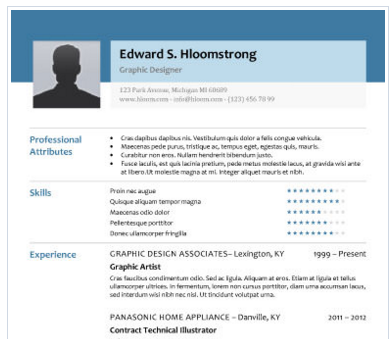 Edward S. Hloomstrong
Graphic Designer
123 Park Avenue, Michigan MI 60689
www.hloom.com - info@hloom.com - (123) 456 78 99
Professional
Attributes
• Cras dapibus dapibus nis. Vestibulum quis dolor a felis congue vehicula.
• Maecenas pede purus, tristique ac, tempus eget, egestas quis, mauris.
• Curabitur non eros. Nullam hendrerit bibendum justo.
• Fusce iaculis, est quis lacinia pretium, pede metus molestie lacus, at gravida wisi ante
at libero. Ut molestie magna at mi. Integer aliquet mauris et nibh.
Skills
Proin nec augue
Quisque aliquam tempor magna
Maecenas odio dolor
Pellentesque porttitor
Donec ullamcorper fringilla
Experience
GRAPHIC DESIGN ASSOCIATES– Lexington, KY 1999 – Present
Graphic Artist
Cras faucibus condimentum odio. Sed ac ligula. Aliquam at eros. Etiam at ligula et tellus
ullamcorper ultrices. In fermentum, lorem non cursus porttitor, diam urna accumsan lacus,
sed interdum wisi nibh nec nisl. Ut tincidunt volutpat urna.
PANASONIC HOME APPLIANCE – Danville, KY 2011 – 2012
Contract Technical Illustrator